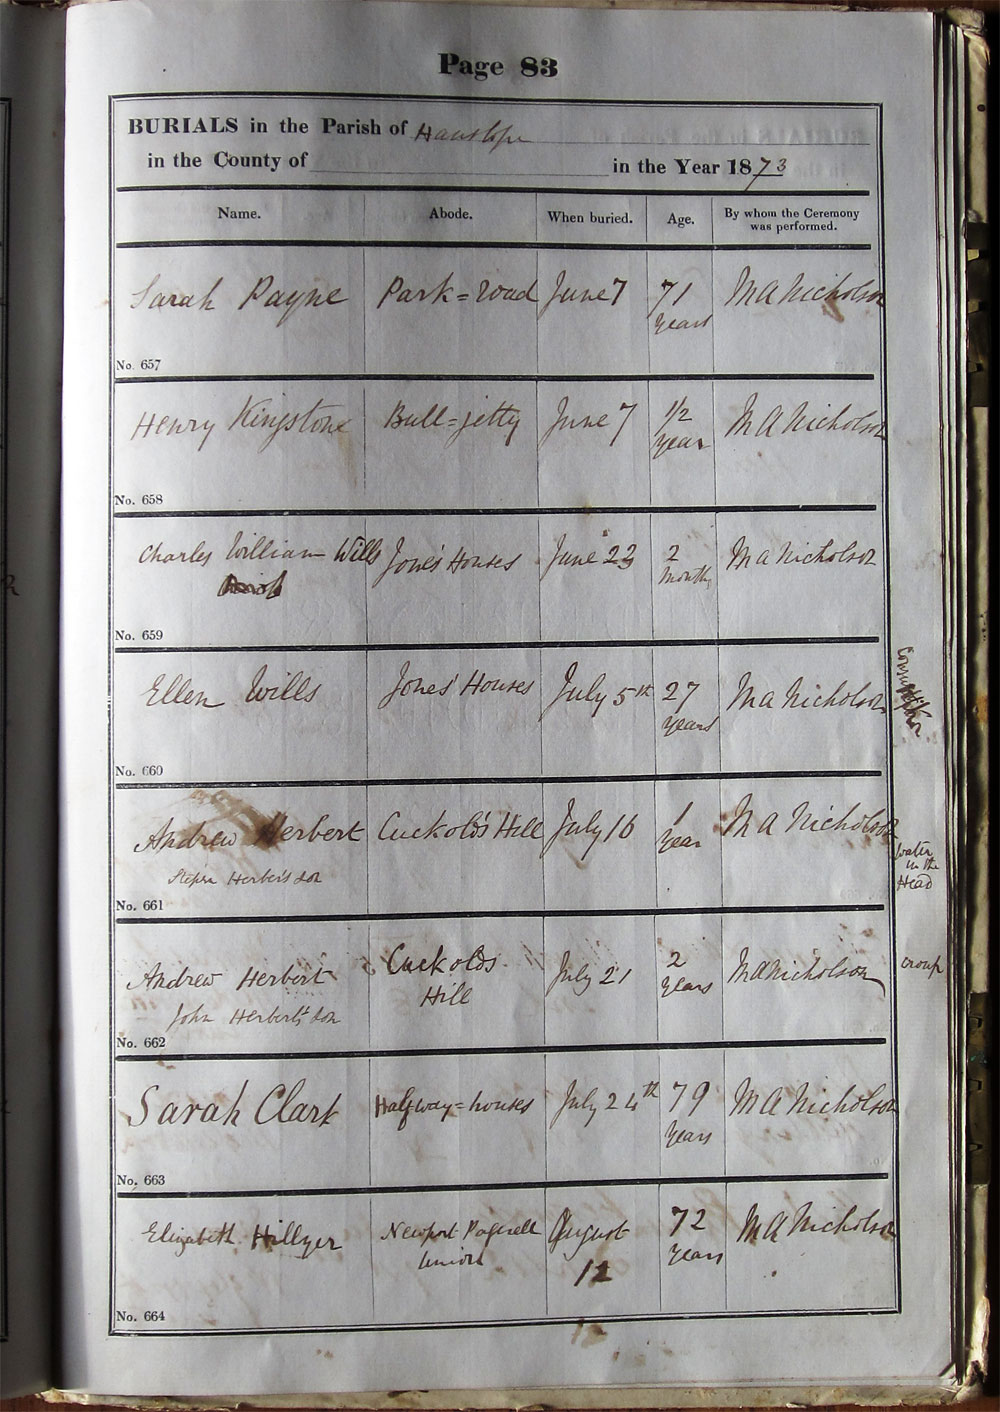 Page 83
BURIALS in the Parish of Hanslope
in the County of in the Year 1873
Name. Abode. When buried. Age. By whom the Ceremony was performed.
Sarah Payne Park=road June 7 71 years M A Nicholson
No. 657
Henry Kingstone Bull=jetty June 7 1/2 year M A Nicholson
No. 658
Charles William Wills Jones' Houses June 23 2 months M A Nicholson
No. 659
Ellen Wills Jones' Houses July 5th 27 years M A Nicholson
No. 660
Andrew Herbert Cuckolds Hill July 16 1 year M A Nicholson
water in the Head
Herbert's son
No. 661
Andrew Herbert Cuckolds Hill July 21 2 years M A Nicholson croup
John Herbert's son
No. 662
Sarah Clark Halfway=houses July 24th 79 years M A Nicholson
No. 663
Elizabeth Hillyer Newport Pagnell Union August 12 72 years M A Nicholson
No. 664